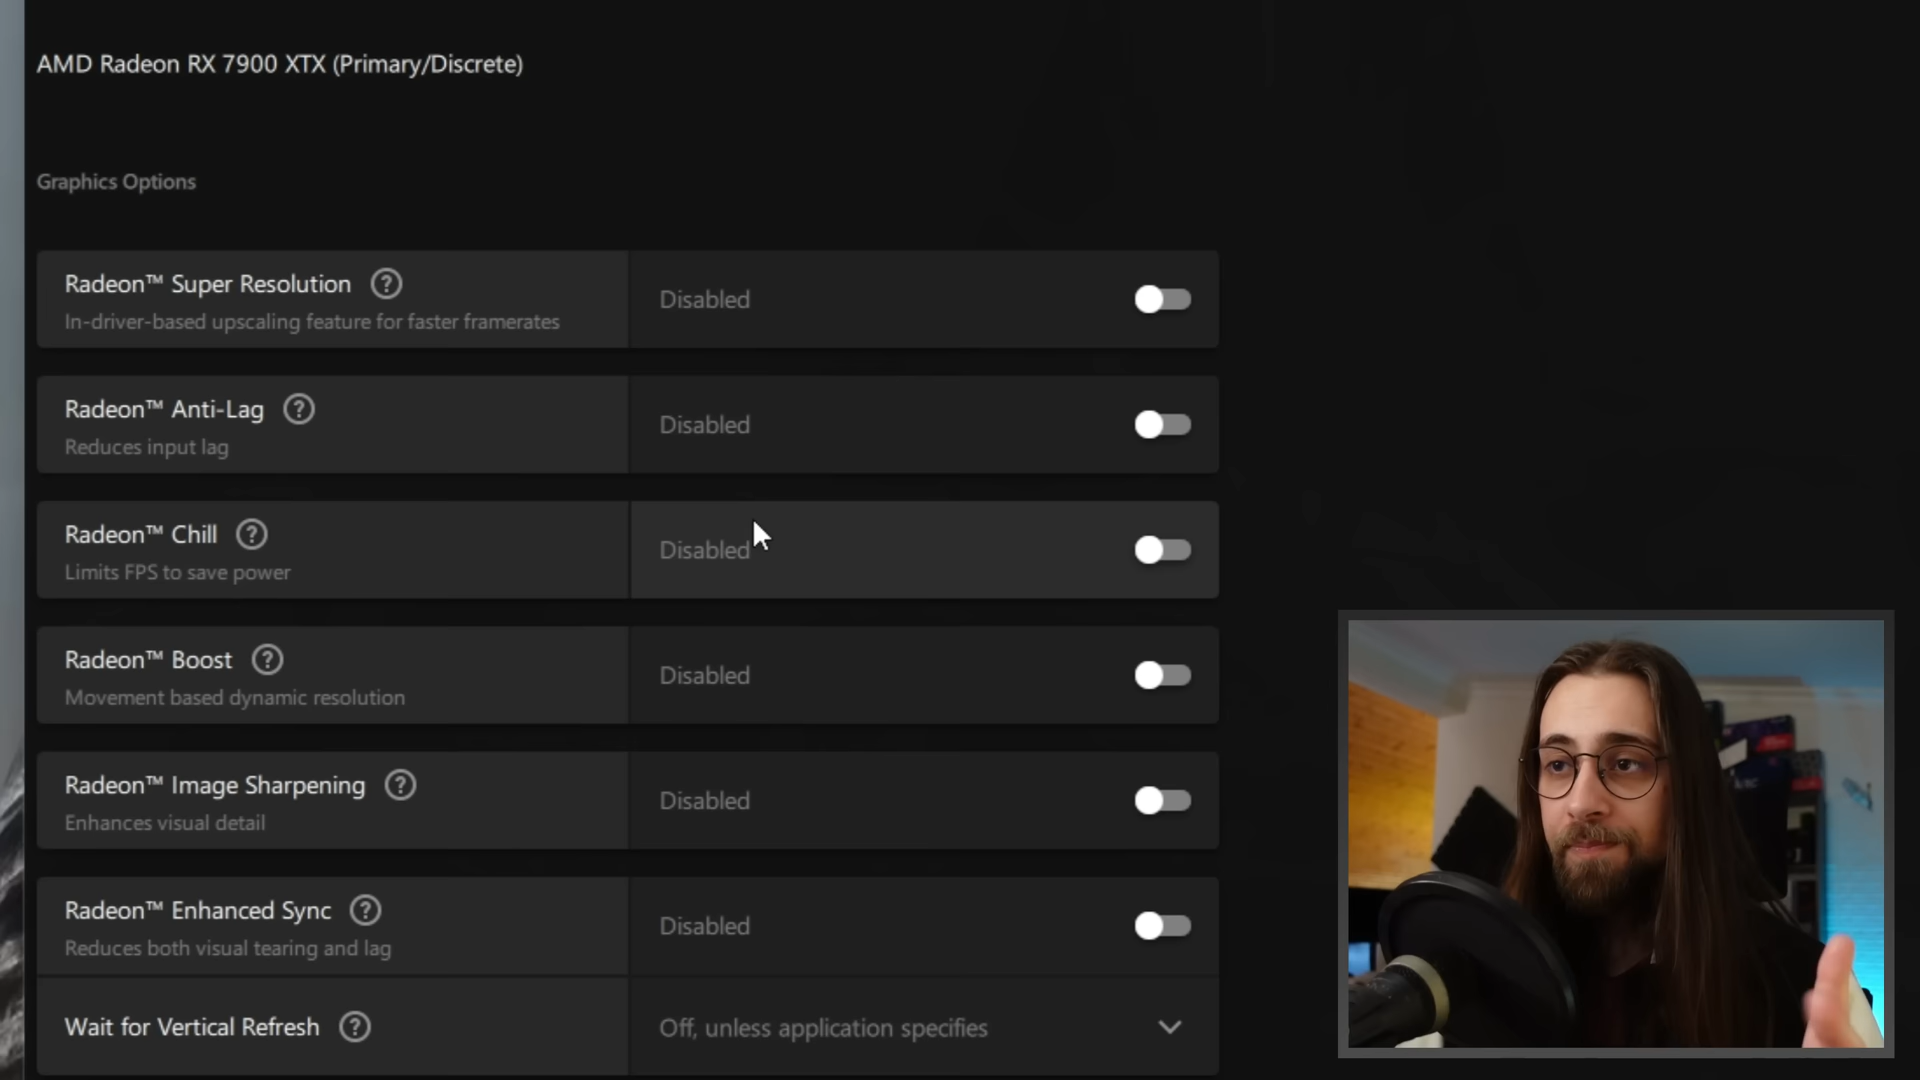 AMD Radeon RX 7900 XTX (Primary/Discrete)
Graphics Options
Radeon™ Super Resolution ?
In-driver-based upscaling feature for faster framerates
Disabled
Radeon™ Anti-Lag ?
Reduces input lag
Disabled
Radeon™ Chill ?
Limits FPS to save power
Disabled
Radeon™ Boost ?
Movement based dynamic resolution
Disabled
Radeon™ Image Sharpening ?
Enhances visual detail
Disabled
Radeon™ Enhanced Sync ?
Reduces both visual tearing and lag
Disabled
Wait for Vertical Refresh ?
Off, unless application specifies